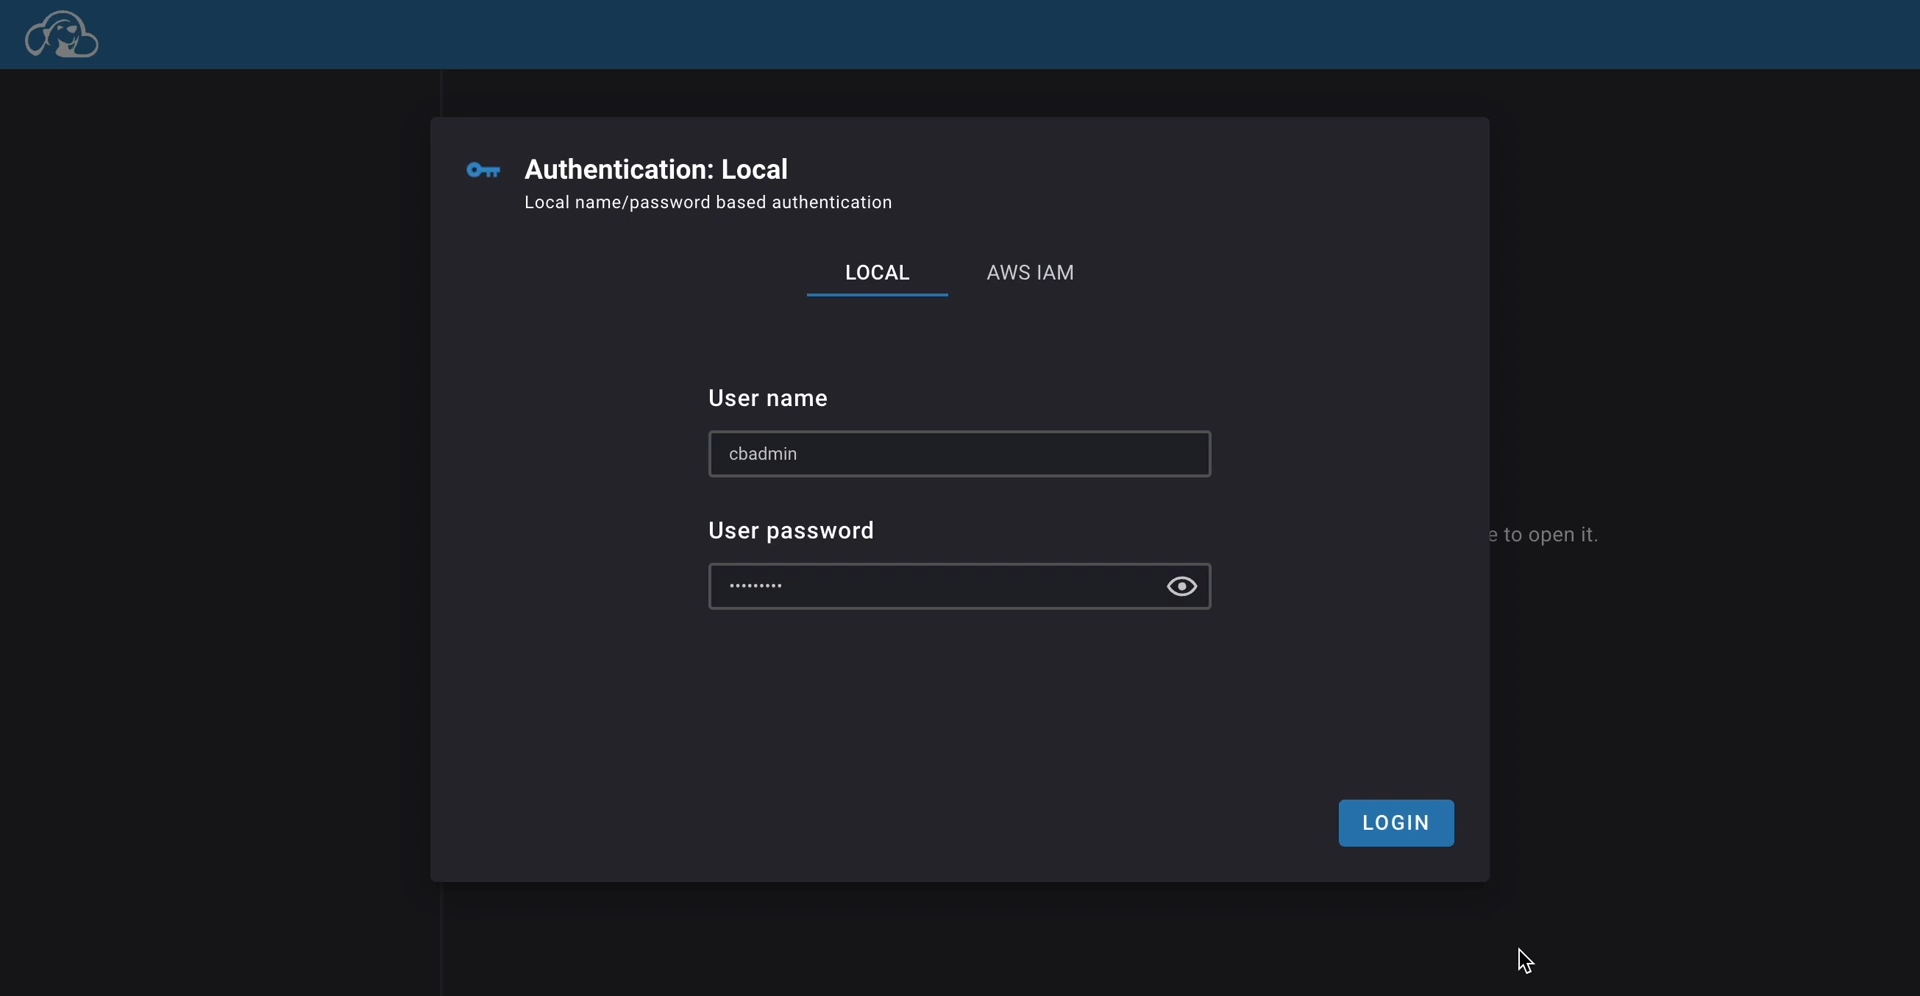 Authentication: Local
Local name/password based authentication
LOCAL AWS IAM
User name
cbadmin
User password
•••••••••
e to open it.
LOGIN